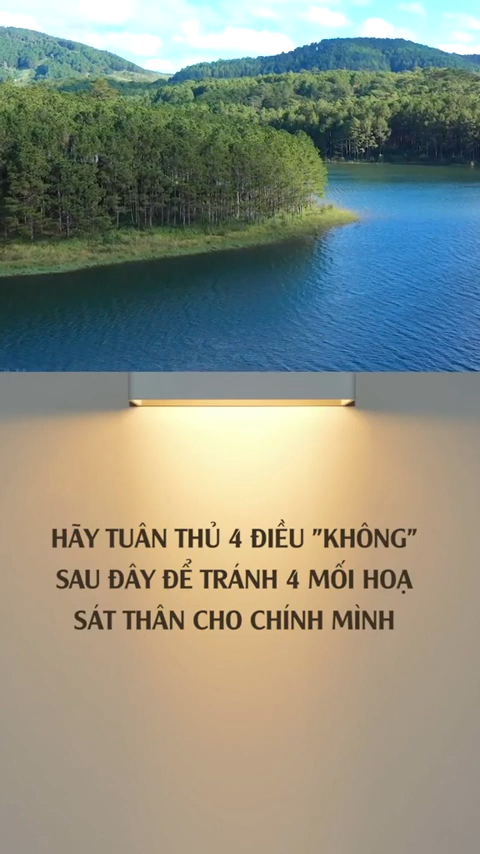 HÃY TUÂN THỦ 4 ĐIỀU "KHÔNG"
SAU ĐÂY ĐỂ TRÁNH 4 MỐI HOẠ
SÁT THÂN CHO CHÍNH MÌNH